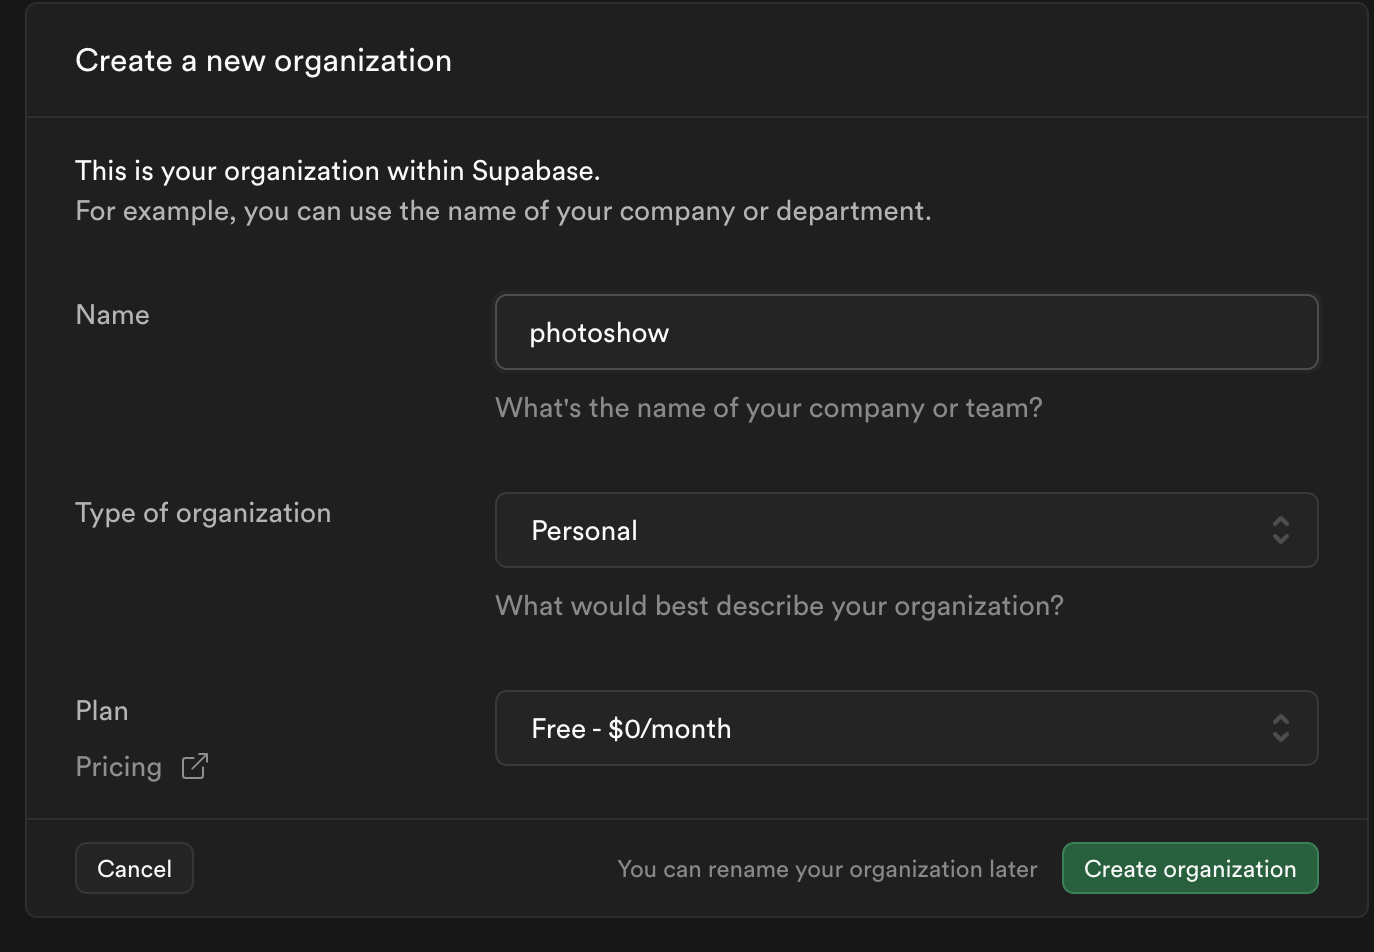 Create a new organization
This is your organization within Supabase.
For example, you can use the name of your company or department.
Name
photoshow
What's the name of your company or team?
Type of organization
Personal
What would best describe your organization?
Plan
Free - $0/month
Pricing
Cancel
You can rename your organization later
Create organization